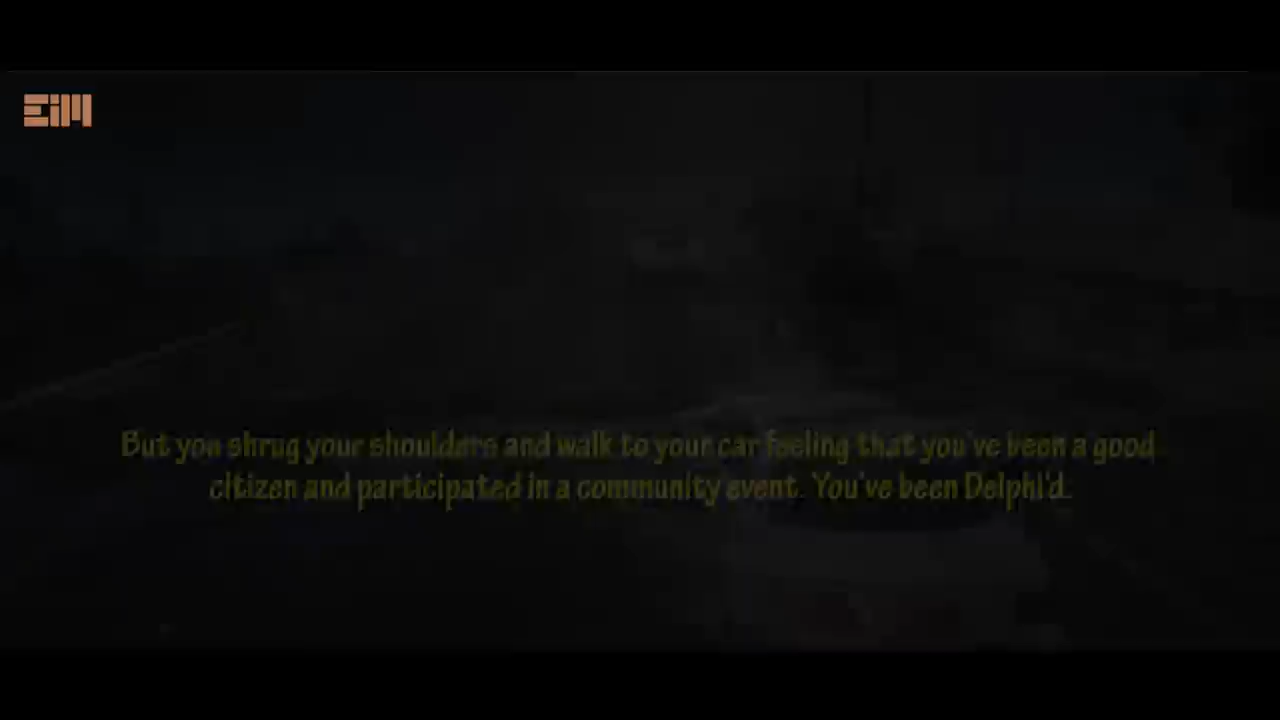 EiM
But you shrug your shoulders and walk to your car feeling that you've been a good
citizen and participated in a community event. You've been Delphi'd.